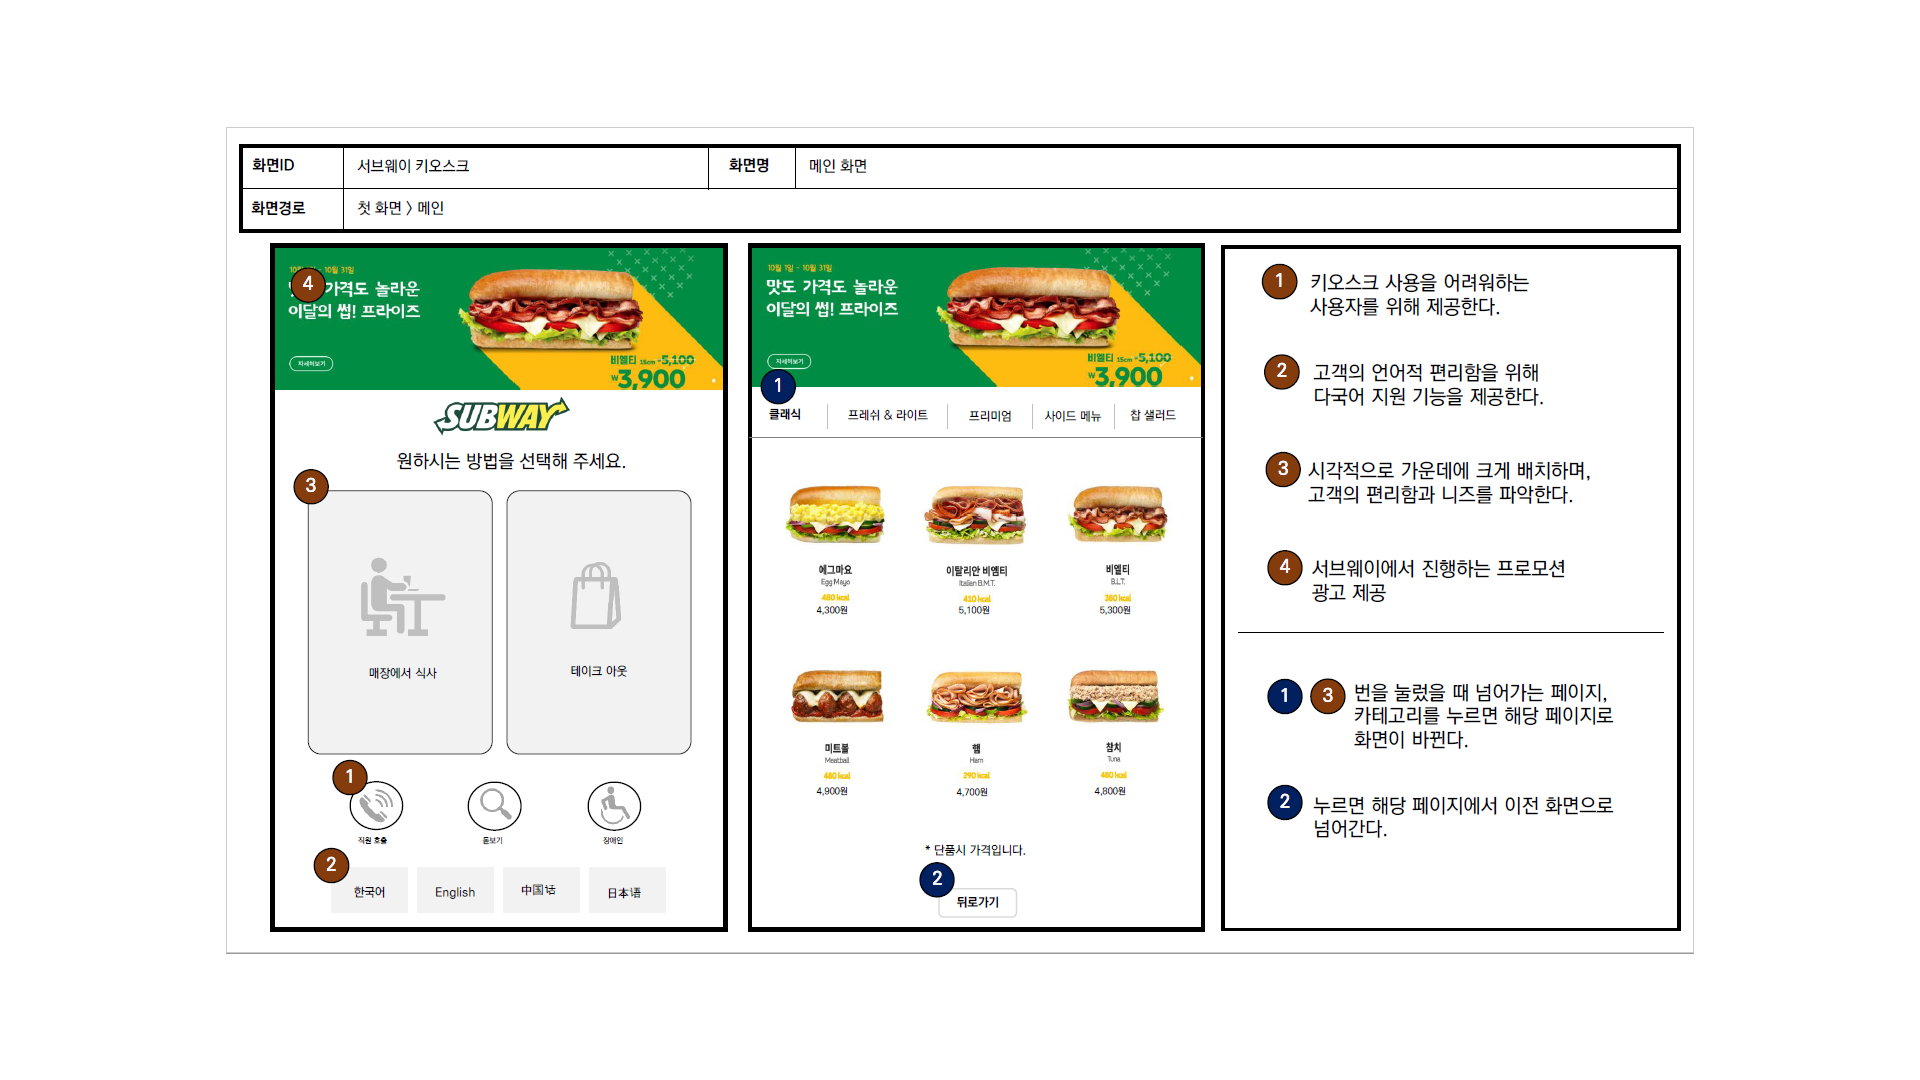 화면ID
서브웨이 키오스크
화면명
메인 화면
화면경로
첫 화면 > 메인
4
가격도 놀라운
이달의 썹! 프라이즈
자세히보기
비엘티 15cm 5,100
₩3,900
SUBWAY
원하시는 방법을 선택해 주세요.
3
매장에서 식사
테이크 아웃
1
직원 호출
돋보기
장애인
2
한국어
English
中国话
日本语
10월 1일 - 10월 31일
맛도 가격도 놀라운
이달의 썹! 프라이즈
자세히보기
비엘티 15cm 5,100
₩3,900
1
클래식
프레쉬 & 라이트
프리미엄
사이드 메뉴
찹 샐러드
에그마요
Egg Mayo
480 kcal
4,300원
이탈리안 비엠티
Italian B.M.T.
410 kcal
5,100원
비엘티
B.L.T.
380 kcal
5,300원
미트볼
Meatball
480 kcal
4,900원
햄
Ham
290 kcal
4,700원
참치
Tuna
480 kcal
4,800원
* 단품시 가격입니다.
2
뒤로가기
1 키오스크 사용을 어려워하는
사용자를 위해 제공한다.
2 고객의 언어적 편리함을 위해
다국어 지원 기능을 제공한다.
3 시각적으로 가운데에 크게 배치하며,
고객의 편리함과 니즈를 파악한다.
4 서브웨이에서 진행하는 프로모션
광고 제공
1 3 번을 눌렀을 때 넘어가는 페이지,
카테고리를 누르면 해당 페이지로
화면이 바뀐다.
2 누르면 해당 페이지에서 이전 화면으로
넘어간다.